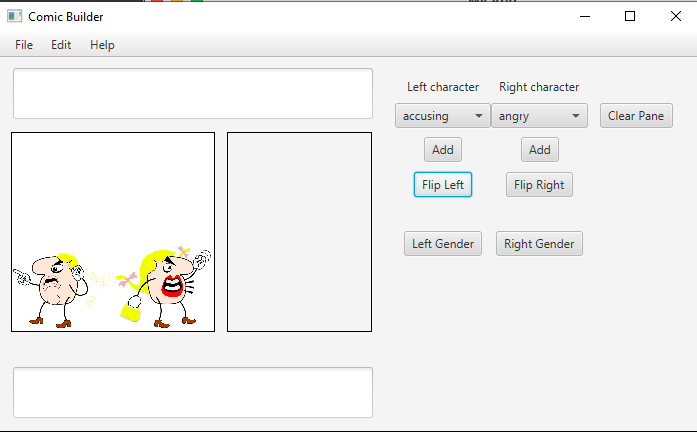 Comic Builder
File Edit Help
Left character Right character
accusing angry Clear Pane
Add Add
Flip Left Flip Right
Left Gender Right Gender